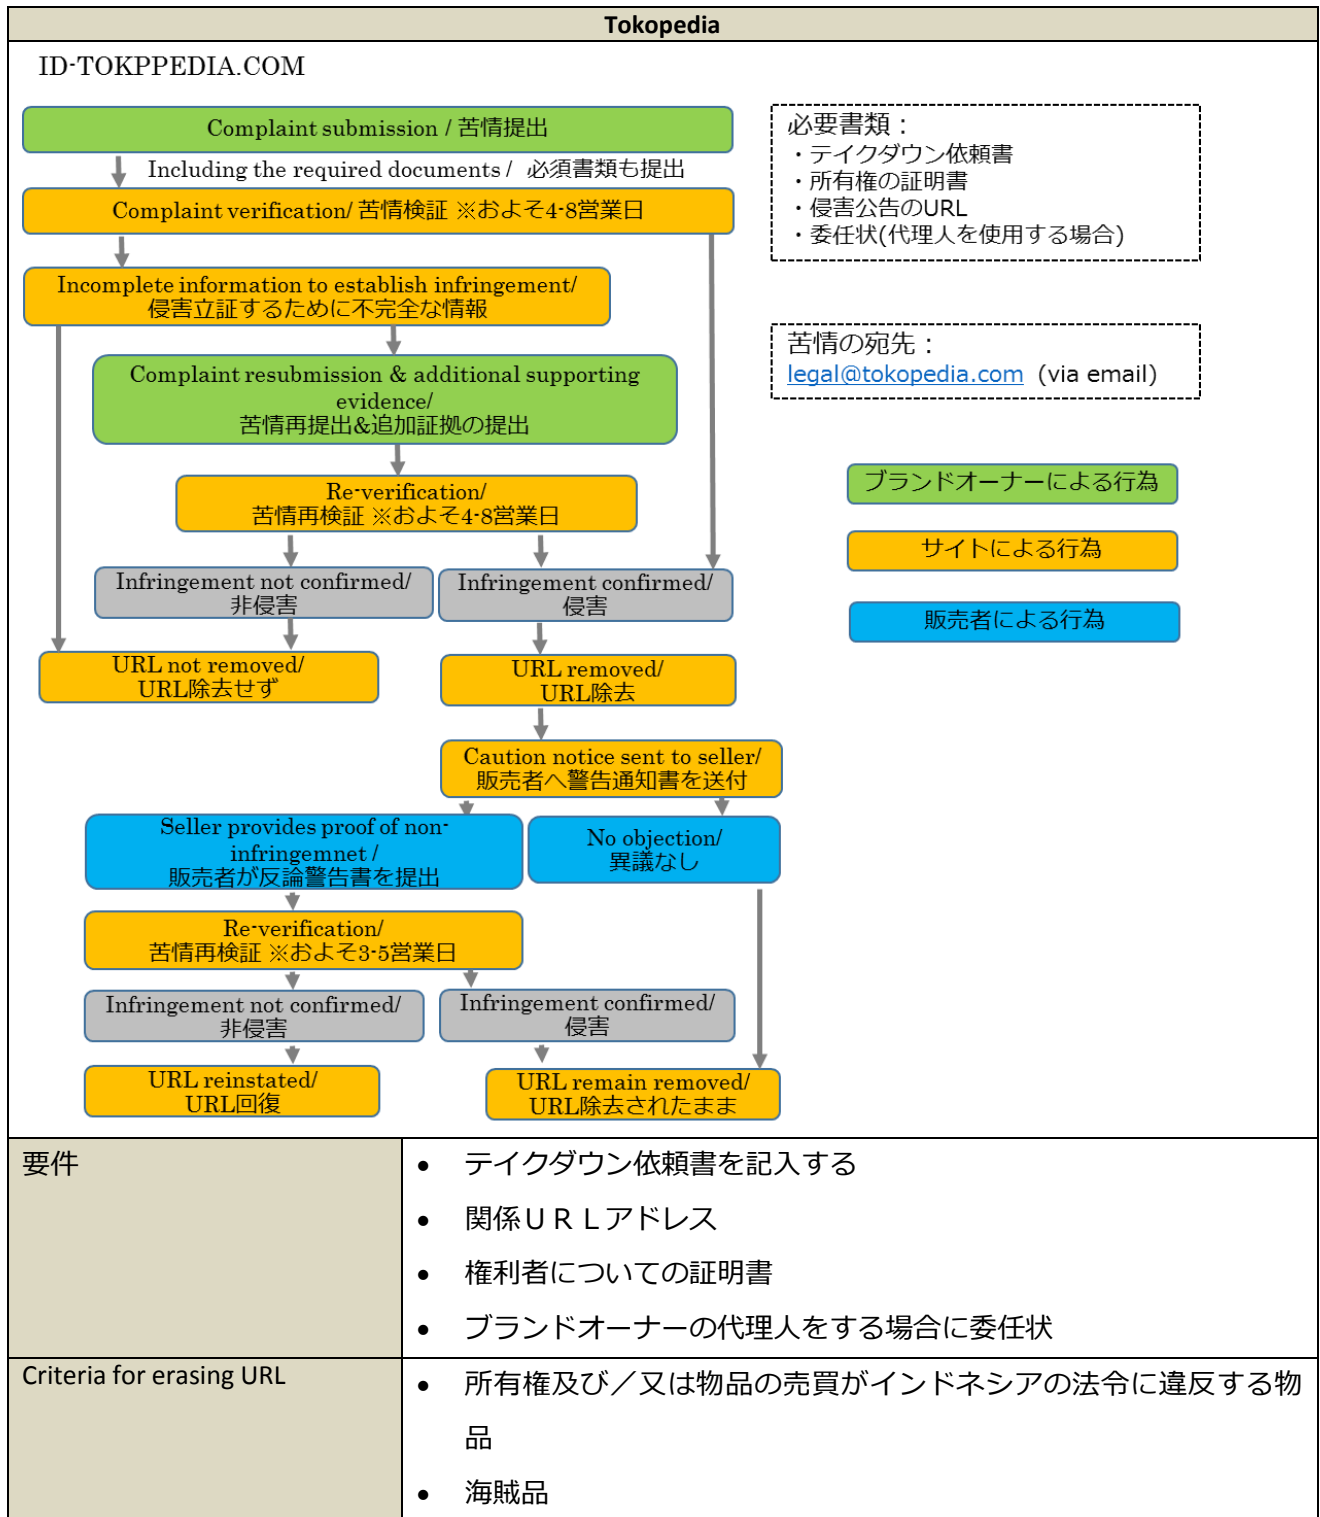 Tokopedia
ID-TOKPPEDIA.COM
Complaint submission / 苦情提出
Including the required documents / 必須書類も提出
Complaint verification/ 苦情検証 ※およそ4-8営業日
Incomplete information to establish infringement/
侵害立証するために不完全な情報
Complaint resubmission & additional supporting
evidence/
苦情再提出&追加証拠の提出
Re-verification/
苦情再検証 ※およそ4-8営業日
Infringement not confirmed/
非侵害
Infringement confirmed/
侵害
URL not removed/
URL除去せず
URL removed/
URL除去
Caution notice sent to seller/
販売者へ警告通知書を送付
Seller provides proof of non-
infringemnet /
販売者が反論警告書を提出
No objection/
異議なし
Re-verification/
苦情再検証 ※およそ3-5営業日
Infringement not confirmed/
非侵害
Infringement confirmed/
侵害
URL reinstated/
URL回復
URL remain removed/
URL除去されたまま
必要書類：
・テイクダウン依頼書
・所有権の証明書
・侵害公告のURL
・委任状(代理人を使用する場合)
苦情の宛先：
legal@tokopedia.com (via email)
ブランドオーナーによる行為
サイトによる行為
販売者による行為
要件
• テイクダウン依頼書を記入する
• 関係ＵＲＬアドレス
• 権利者についての証明書
• ブランドオーナーの代理人をする場合に委任状
Criteria for erasing URL
• 所有権及び／又は物品の売買がインドネシアの法令に違反する物
品
• 海賊品